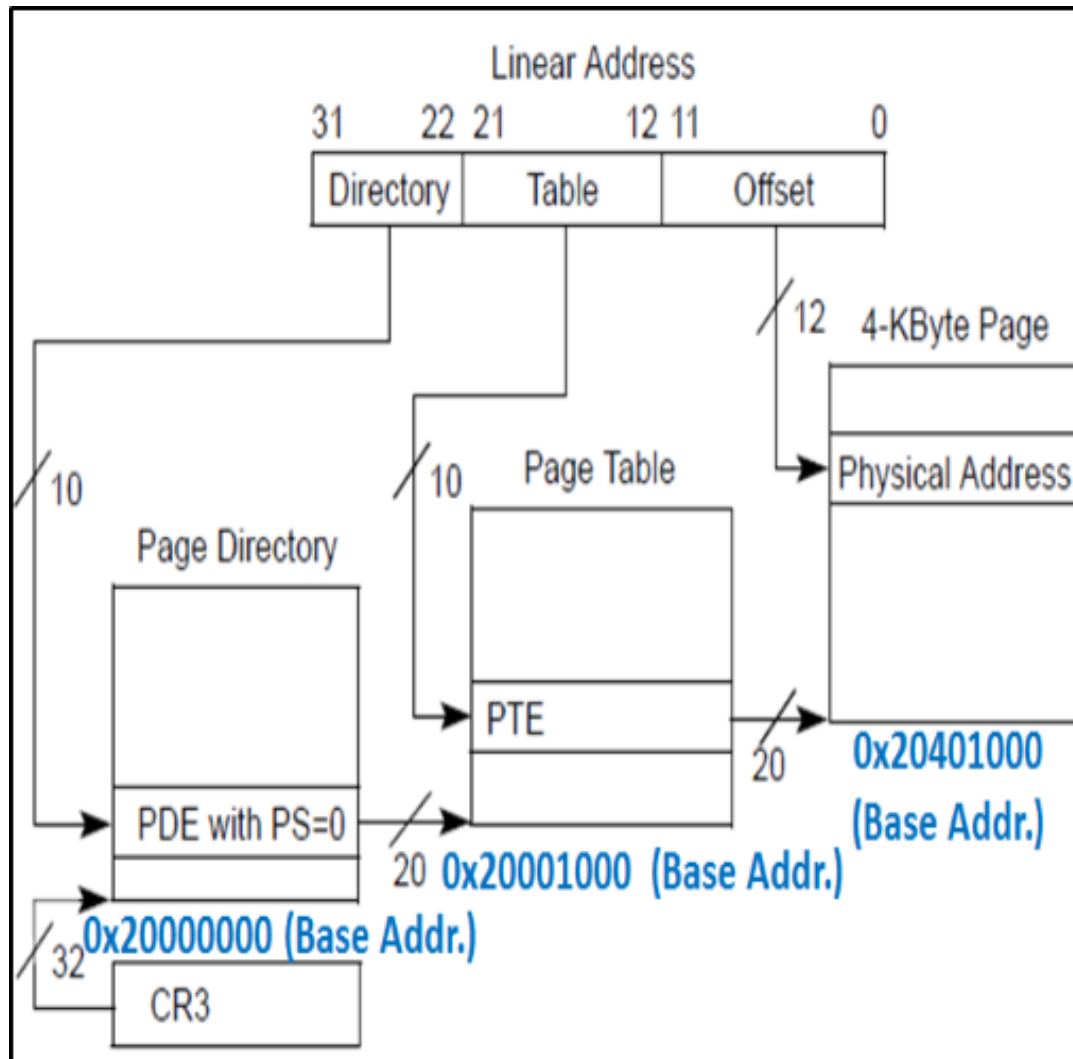 Linear Address
31 22 21 12 11 0
Directory Table Offset
12
4-KByte Page
10
10
Page Table
Physical Address
Page Directory
PTE
20
0x20401000
(Base Addr.)
PDE with PS=0
20
0x20001000 (Base Addr.)
0x20000000 (Base Addr.)
32
CR3